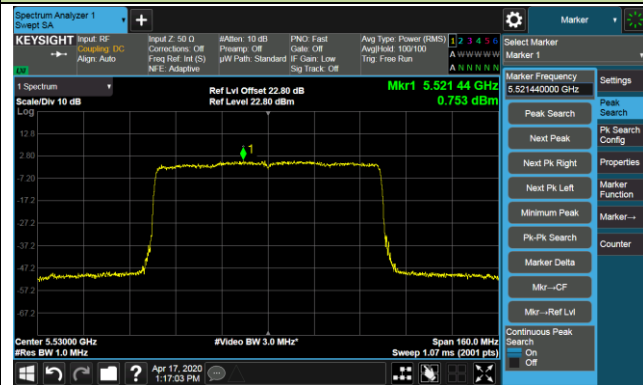 Spectrum Analyzer 1
Swept SA
+
Marker
KEYSIGHT
Input: RF
Coupling: DC
Align: Auto
Input Z: 50 Ω
Corrections: Off
Freq Ref: Int (S)
NFE: Adaptive
#Atten: 10 dB
Preamp: Off
µW Path: Standard
PNO: Fast
Gate: Off
IF Gain: Low
Sig Track: Off
Avg Type: Power (RMS)
Avg|Hold: 100/100
Trig: Free Run
1 2 3 4 5 6
A W W W W W
A N N N N N
Select Marker
Marker 1
1 Spectrum
Scale/Div 10 dB
Log
Ref Lvl Offset 22.80 dB
Ref Level 22.80 dBm
Mkr1 5.521 44 GHz
0.753 dBm
12.8
2.80
-7.20
-17.2
-27.2
-37.2
-47.2
-57.2
-67.2
1
Center 5.53000 GHz
#Res BW 1.0 MHz
#Video BW 3.0 MHz*
Span 160.0 MHz
Sweep 1.07 ms (2001 pts)
Marker Frequency
5.521440000 GHz
Peak Search
Next Peak
Next Pk Right
Next Pk Left
Minimum Peak
Pk-Pk Search
Marker Delta
Mkr→CF
Mkr→Ref Lvl
Continuous Peak
Search
On
Off
Settings
Peak
Search
Pk Search
Config
Properties
Marker
Function
Marker→
Counter
?
Apr 17, 2020
1:17:03 PM